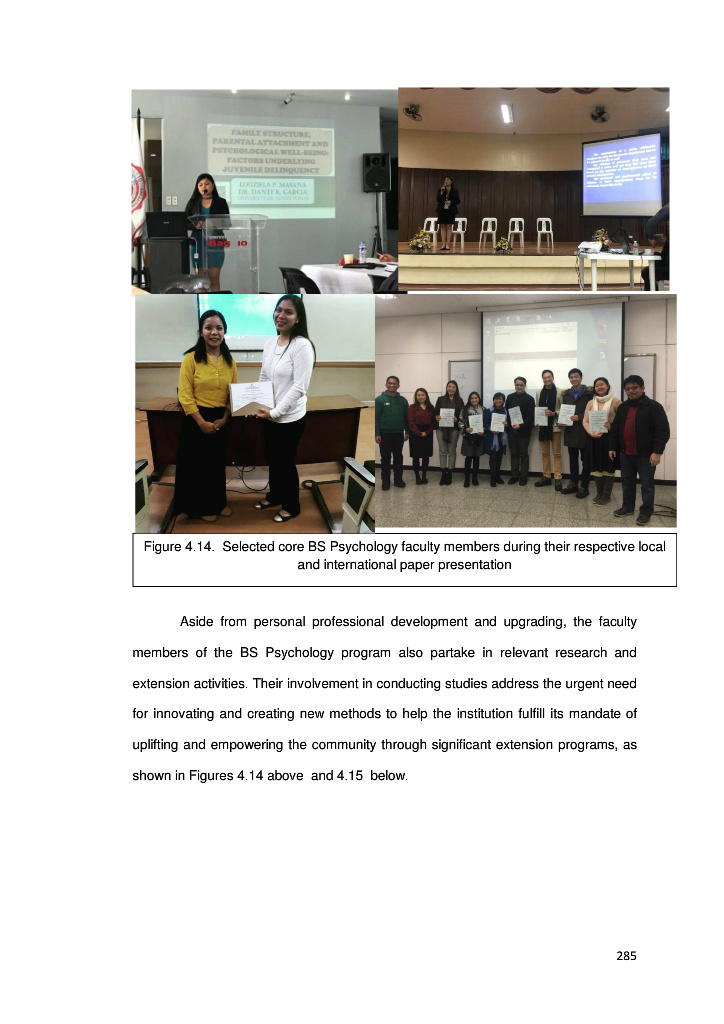 FAMILY STRUCTURE,
PARENTAL ATTACHMENT AND
PSYCHOLOGICAL WELL-BEING:
FACTORS UNDERLYING
JUVENILE DELINQUENCY
DR. DANTE R. GARCIA
Figure 4.14. Selected core BS Psychology faculty members during their respective local
and international paper presentation
Aside from personal professional development and upgrading, the faculty
members of the BS Psychology program also partake in relevant research and
extension activities. Their involvement in conducting studies address the urgent need
for innovating and creating new methods to help the institution fulfill its mandate of
uplifting and empowering the community through significant extension programs, as
shown in Figures 4.14 above and 4.15 below.
285